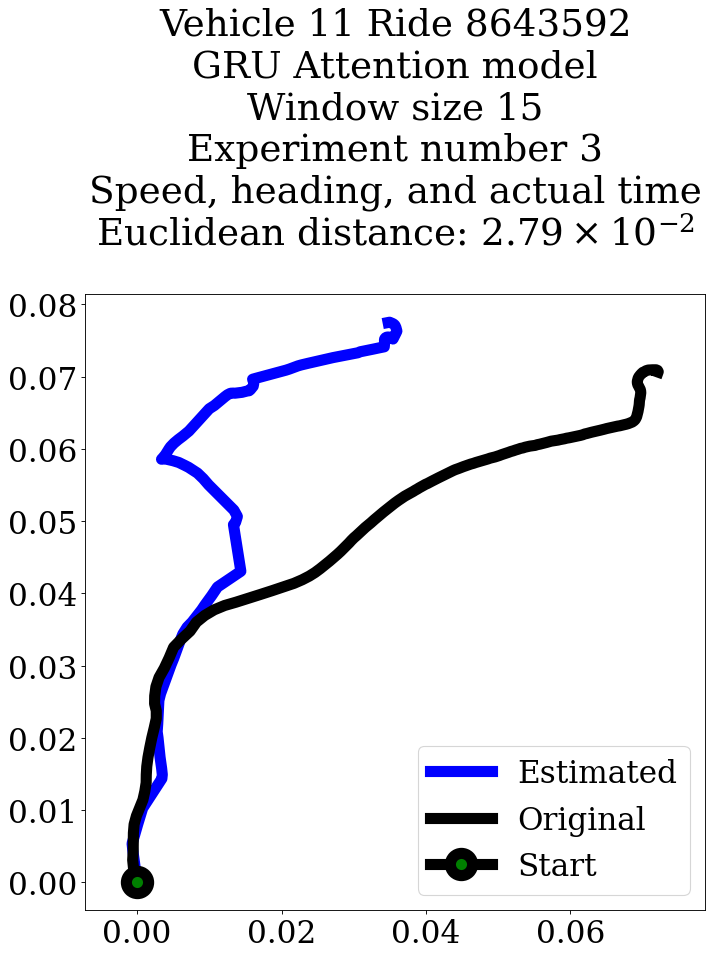 Vehicle 11 Ride 8643592
GRU Attention model
Window size 15
Experiment number 3
Speed, heading, and actual time
Euclidean distance: 2.79 × 10⁻²
0.08
0.07
0.06
0.05
0.04
0.03
0.02
0.01
0.00
Estimated
Original
Start
0.00 0.02 0.04 0.06